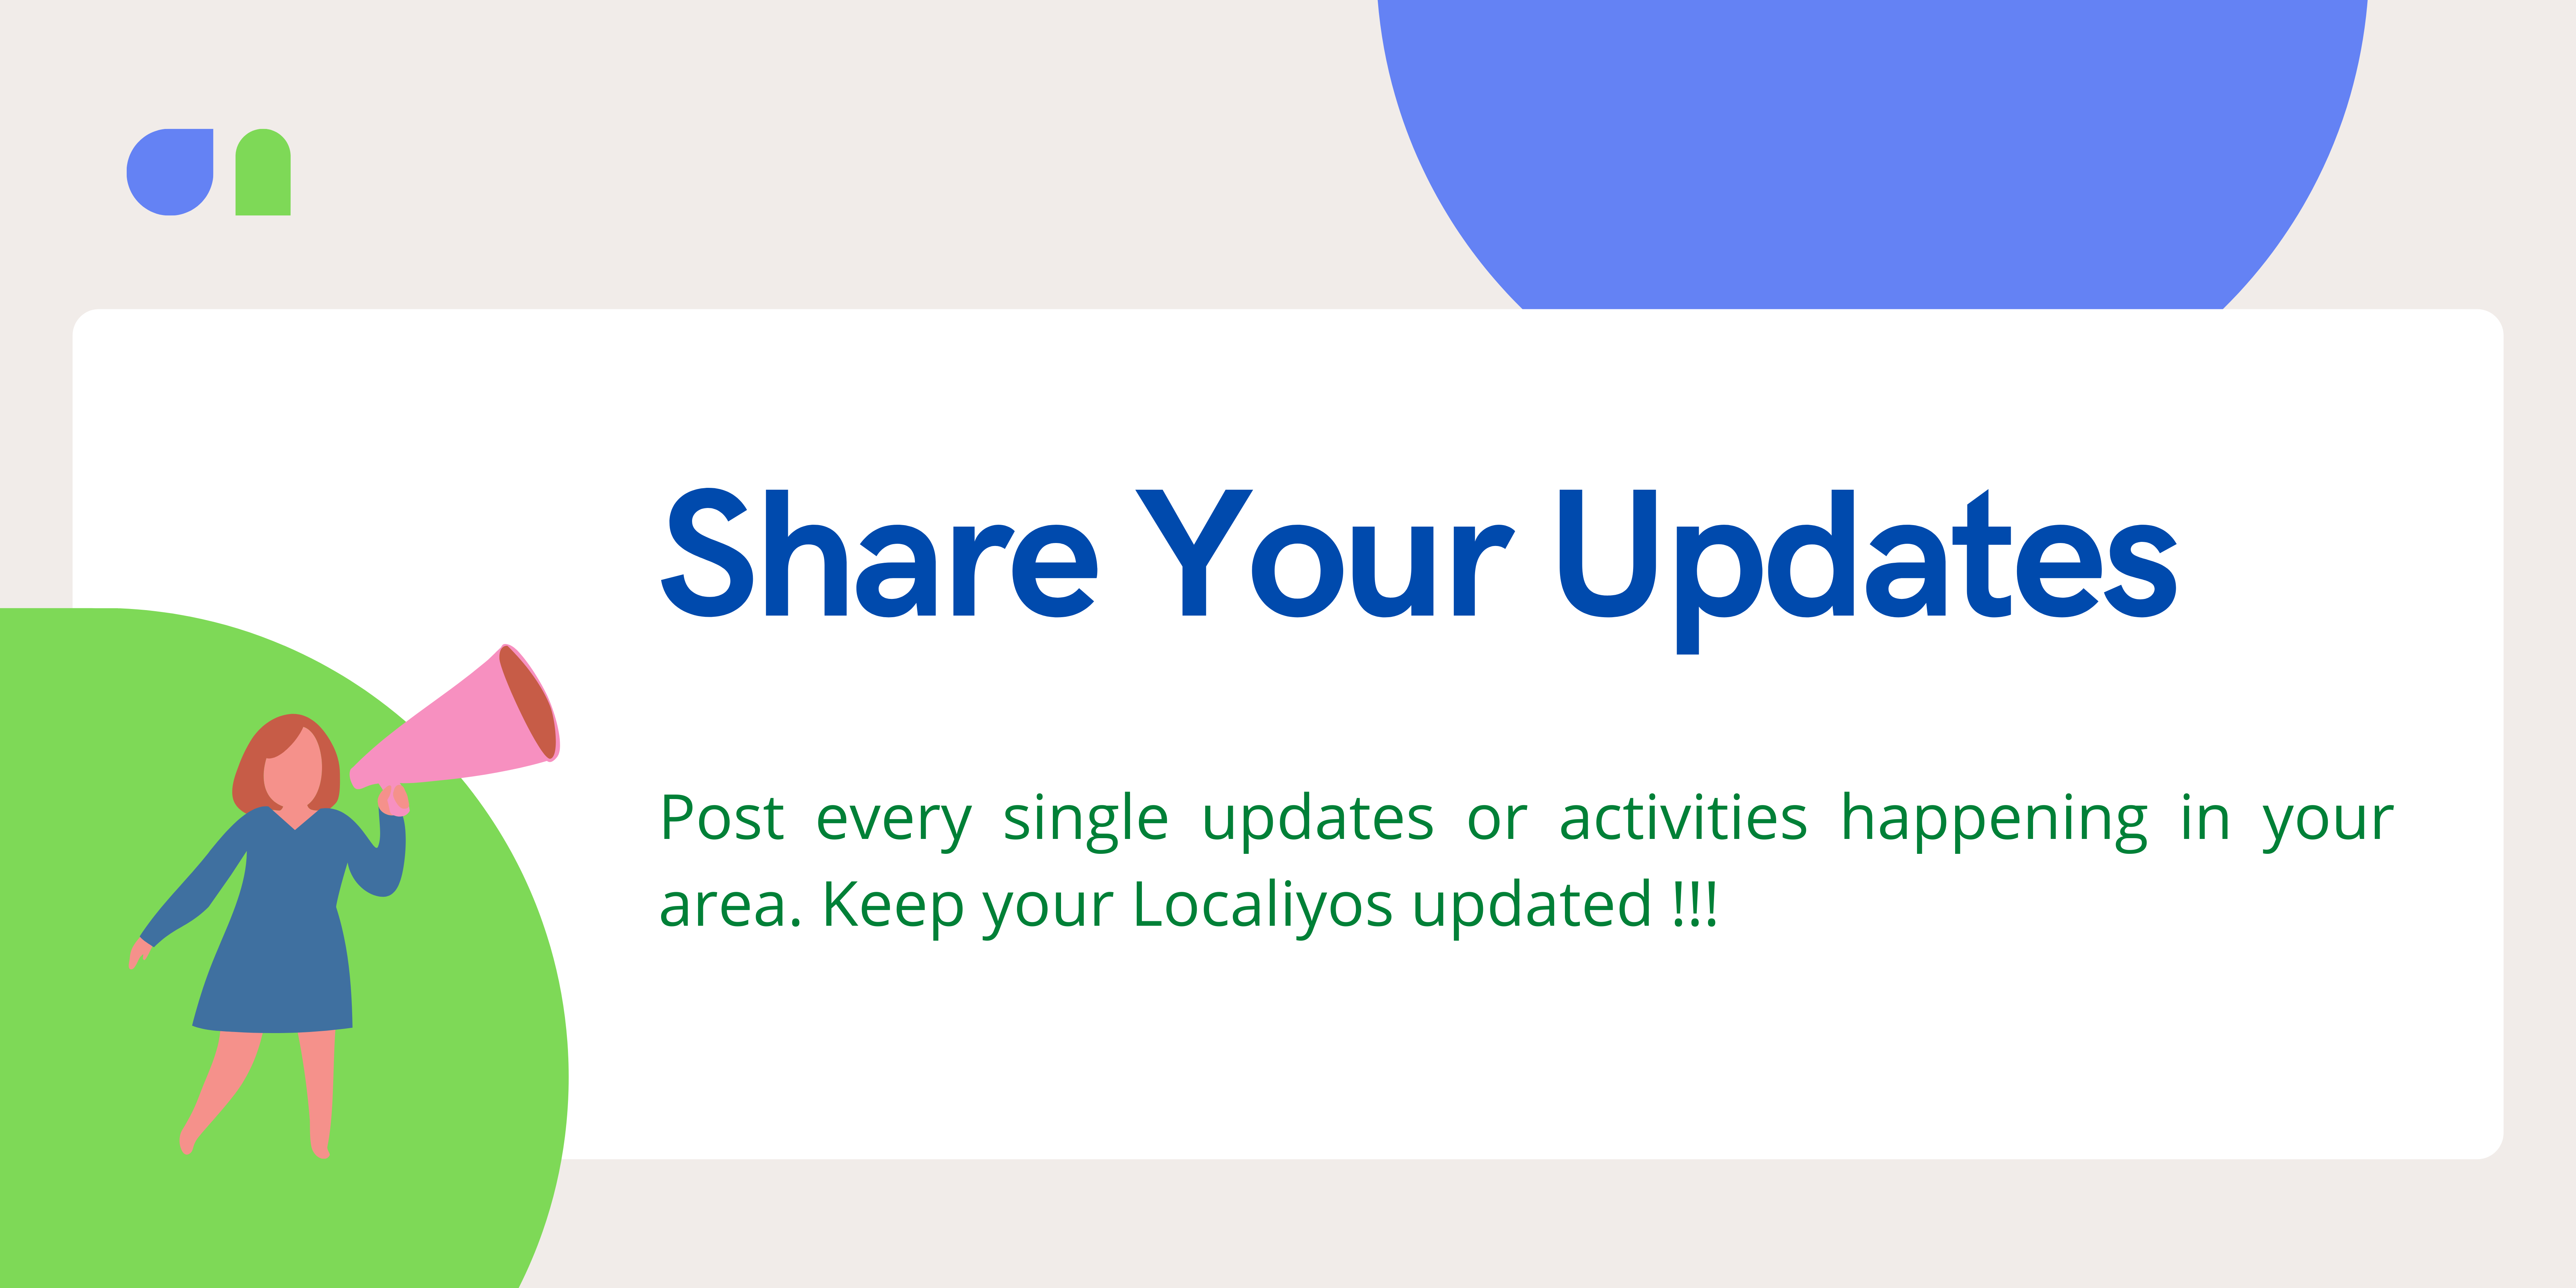 Share Your Updates
Post every single updates or activities happening in your
area. Keep your Localiyos updated !!!